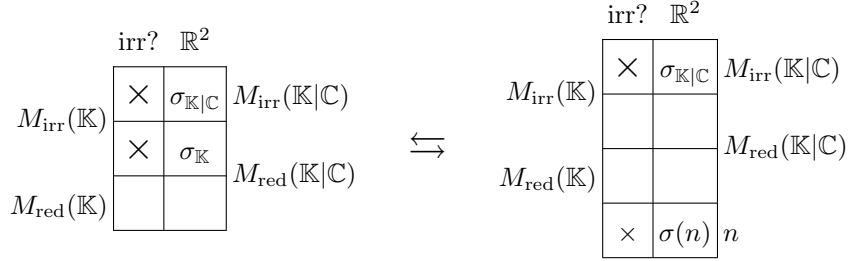 irr? ℝ²
M_irr(𝕂) × σ_{𝕂|ℂ} M_irr(𝕂|ℂ)
× σ_𝕂
M_red(𝕂) M_red(𝕂|ℂ)
⇆
irr? ℝ²
M_irr(𝕂) × σ_{𝕂|ℂ} M_irr(𝕂|ℂ)
M_red(𝕂) M_red(𝕂|ℂ)
× σ(n) n